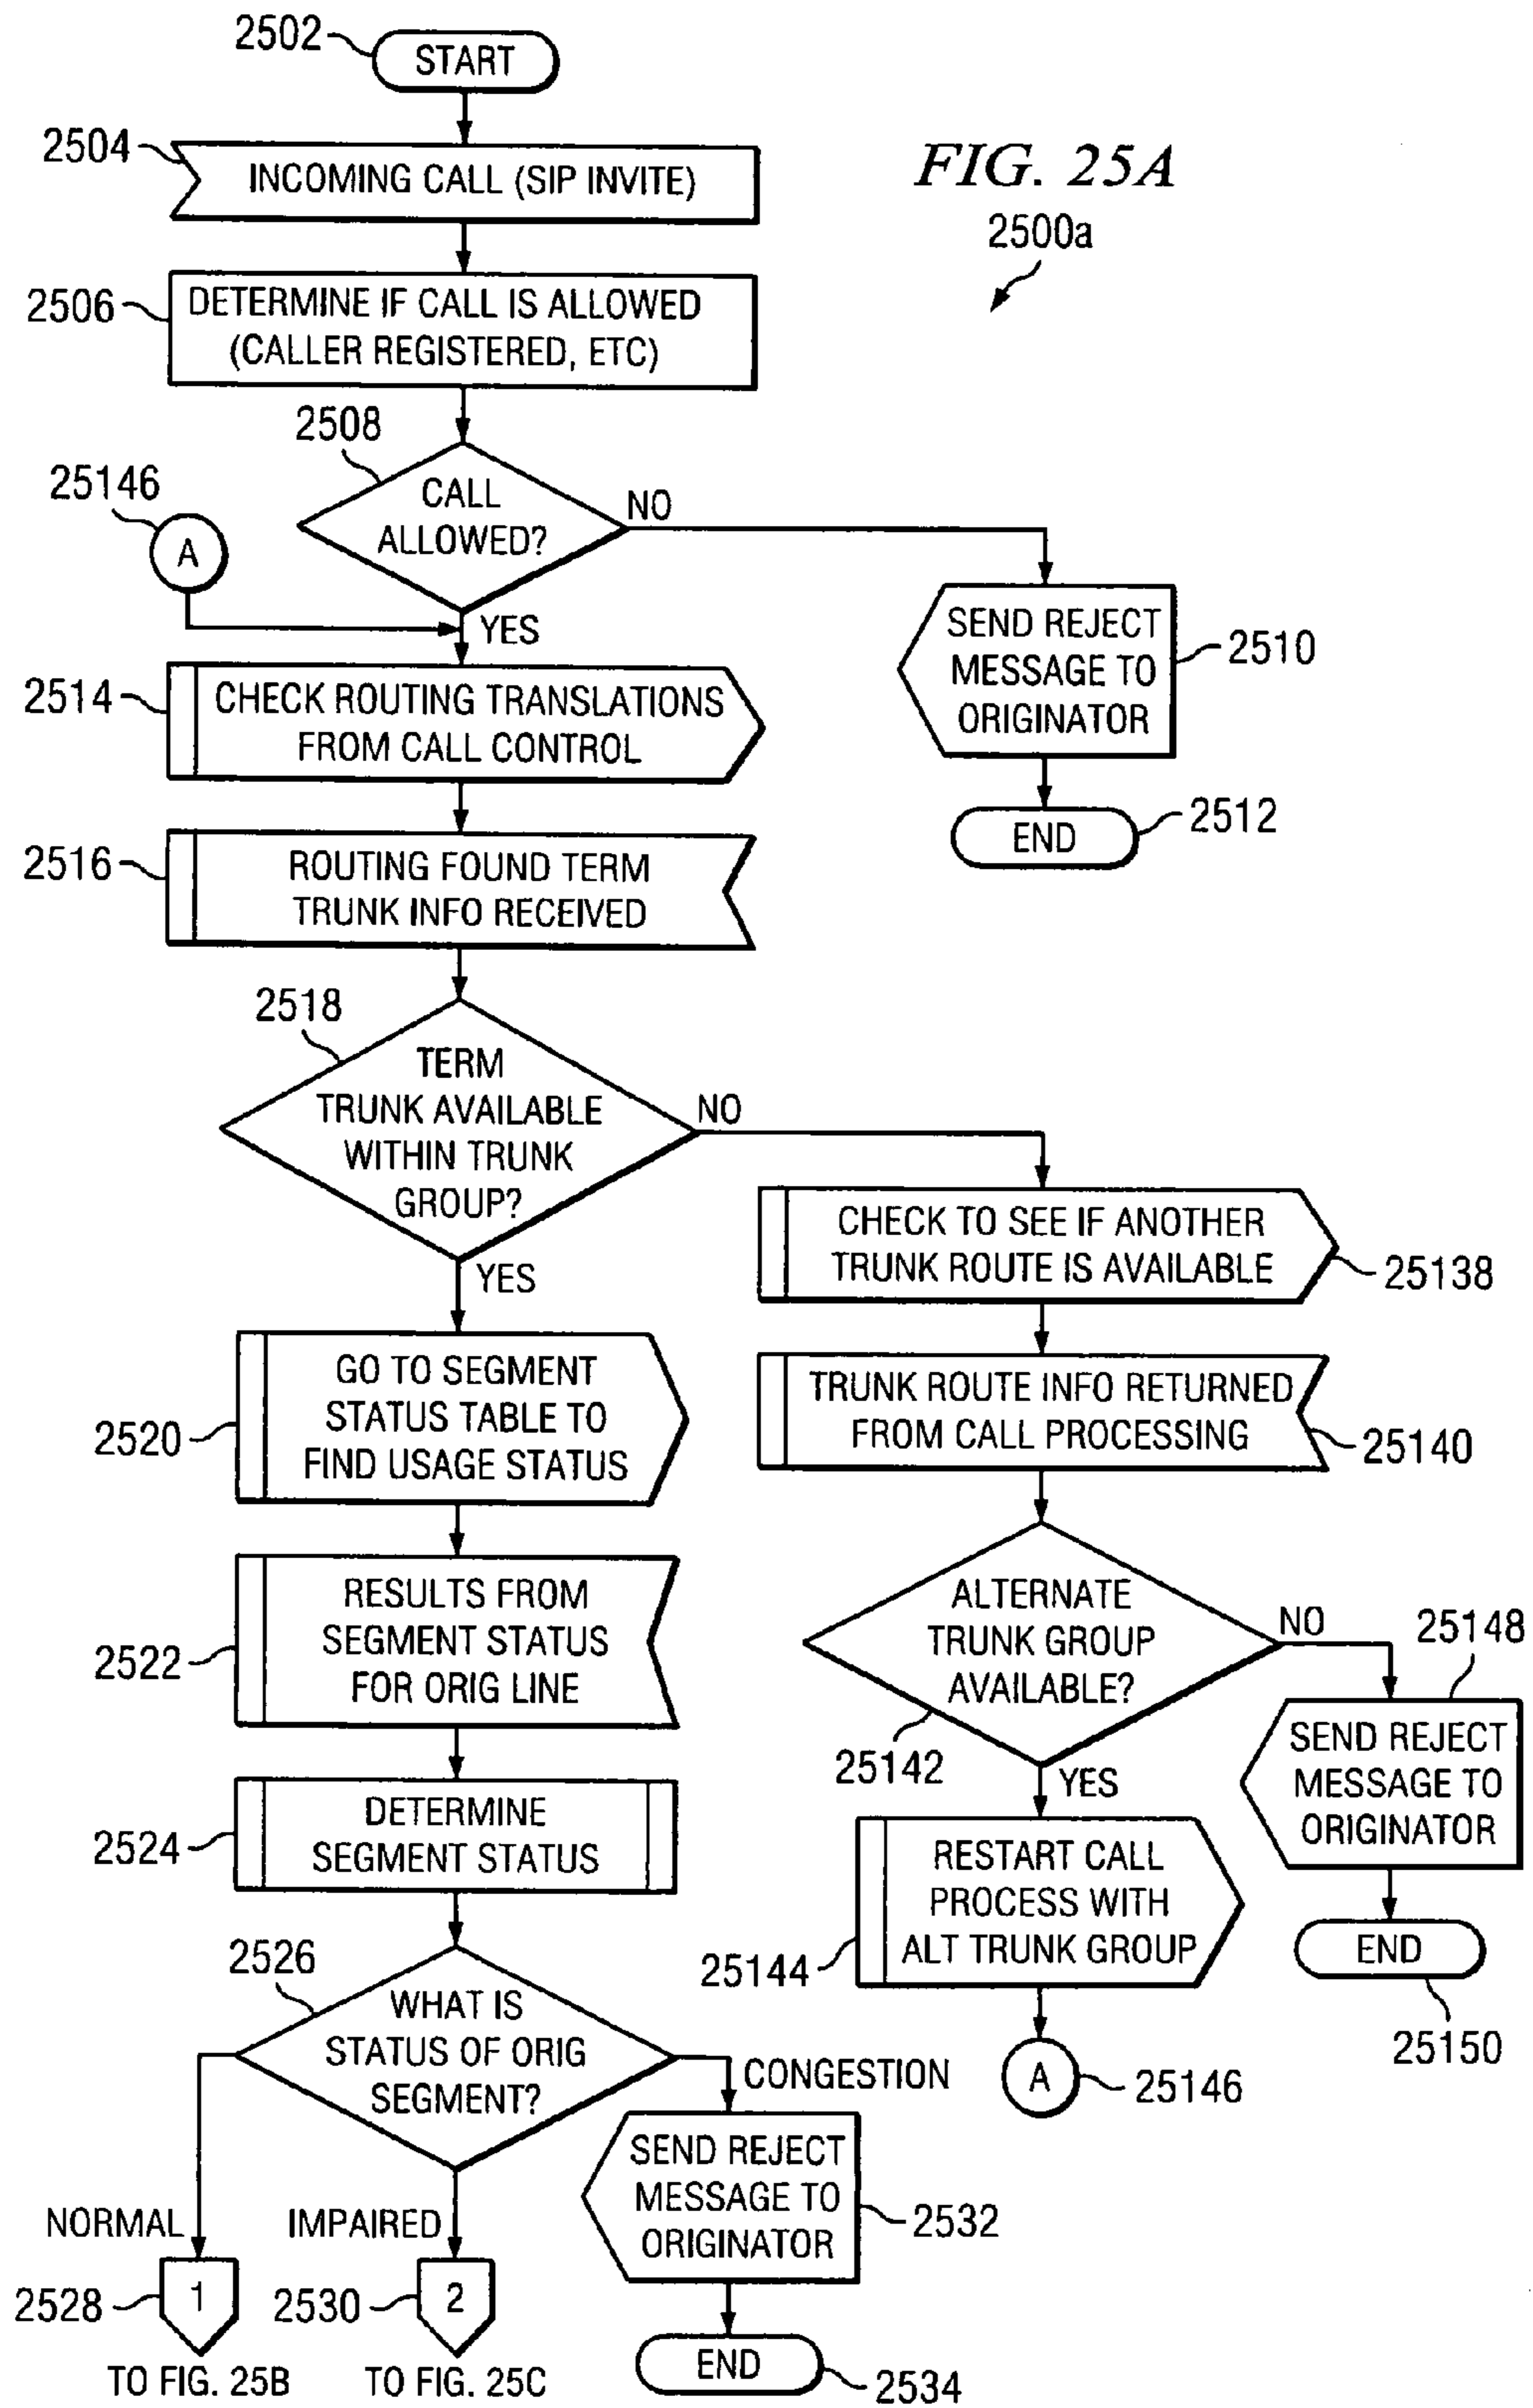 2502
START
2504
INCOMING CALL (SIP INVITE)
FIG. 25A
2500a
2506
DETERMINE IF CALL IS ALLOWED
(CALLER REGISTERED, ETC)
2508
CALL
ALLOWED?
NO
25146
A
YES
SEND REJECT
MESSAGE TO
ORIGINATOR
2510
END
2512
2514
CHECK ROUTING TRANSLATIONS
FROM CALL CONTROL
2516
ROUTING FOUND TERM
TRUNK INFO RECEIVED
2518
TERM
TRUNK AVAILABLE
WITHIN TRUNK
GROUP?
NO
YES
CHECK TO SEE IF ANOTHER
TRUNK ROUTE IS AVAILABLE
25138
TRUNK ROUTE INFO RETURNED
FROM CALL PROCESSING
25140
2520
GO TO SEGMENT
STATUS TABLE TO
FIND USAGE STATUS
2522
RESULTS FROM
SEGMENT STATUS
FOR ORIG LINE
ALTERNATE
TRUNK GROUP
AVAILABLE?
25142
NO
YES
25148
SEND REJECT
MESSAGE TO
ORIGINATOR
END
25150
2524
DETERMINE
SEGMENT STATUS
RESTART CALL
PROCESS WITH
ALT TRUNK GROUP
25144
A
25146
2526
WHAT IS
STATUS OF ORIG
SEGMENT?
CONGESTION
NORMAL
IMPAIRED
SEND REJECT
MESSAGE TO
ORIGINATOR
2532
2528
1
TO FIG. 25B
2530
2
TO FIG. 25C
END
2534